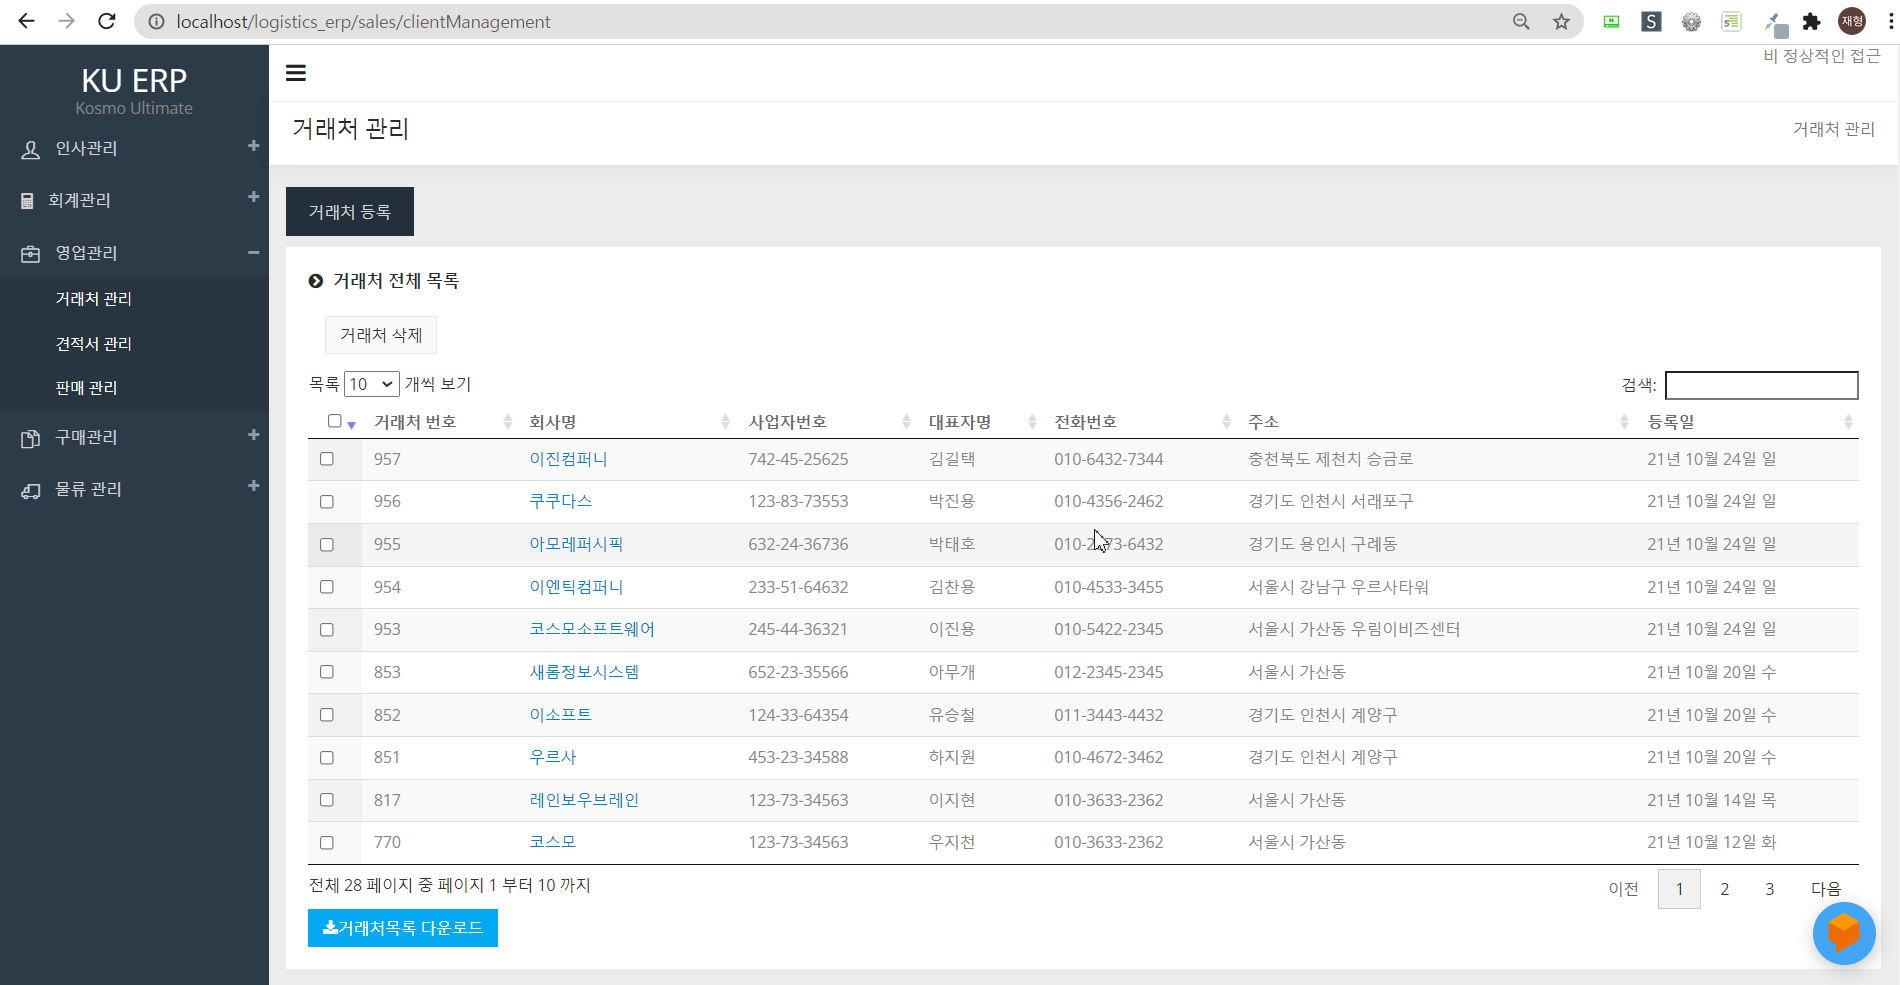 localhost/logistics_erp/sales/clientManagement
S
재형
KU ERP
Kosmo Ultimate
인사관리
회계관리
영업관리
거래처 관리
견적서 관리
판매 관리
구매관리
물류 관리
비 정상적인 접근
거래처 관리
거래처 관리
거래처 등록
거래처 전체 목록
거래처 삭제
목록 10 개씩 보기
검색:
거래처 번호 회사명 사업자번호 대표자명 전화번호 주소 등록일
957 이진컴퍼니 742-45-25625 김길택 010-6432-7344 충천북도 제천치 승금로 21년 10월 24일 일
956 쿠쿠다스 123-83-73553 박진용 010-4356-2462 경기도 인천시 서래포구 21년 10월 24일 일
955 아모레퍼시픽 632-24-36736 박태호 경기도 용인시 구례동 21년 10월 24일 일
954 이엔틱컴퍼니 233-51-64632 김찬용 010-4533-3455 서울시 강남구 우르사타워 21년 10월 24일 일
953 코스모소프트웨어 245-44-36321 이진용 010-5422-2345 서울시 가산동 우림이비즈센터 21년 10월 24일 일
853 새롬정보시스템 652-23-35566 아무개 012-2345-2345 서울시 가산동 21년 10월 20일 수
852 이소프트 124-33-64354 유승철 011-3443-4432 경기도 인천시 계양구 21년 10월 20일 수
851 우르사 453-23-34588 하지원 010-4672-3462 경기도 인천시 계양구 21년 10월 20일 수
817 레인보우브레인 123-73-34563 이지현 010-3633-2362 서울시 가산동 21년 10월 14일 목
770 코스모 123-73-34563 우지천 010-3633-2362 서울시 가산동 21년 10월 12일 화
전체 28 페이지 중 페이지 1 부터 10 까지
이전 1 2 3 다음
거래처목록 다운로드